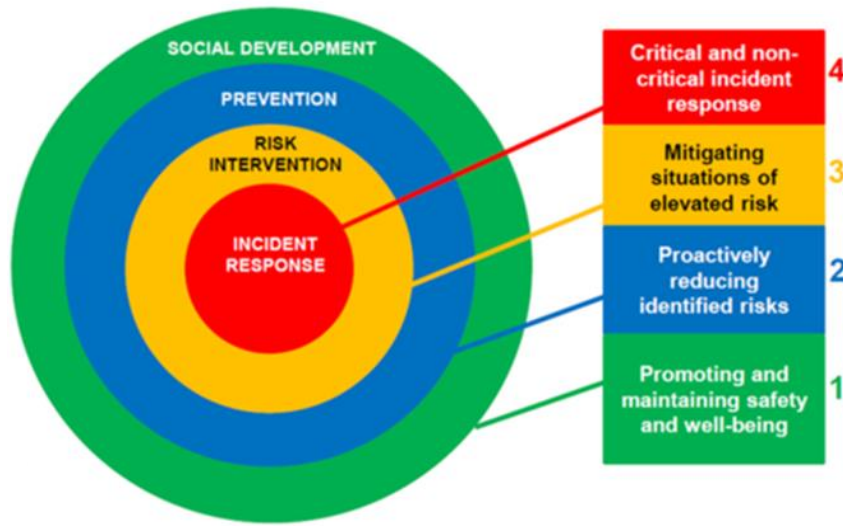 SOCIAL DEVELOPMENT
PREVENTION
RISK
INTERVENTION
INCIDENT
RESPONSE
Critical and non-
critical incident
response
4
Mitigating
situations of
elevated risk
3
Proactively
reducing
identified risks
2
Promoting and
maintaining safety
and well-being
1